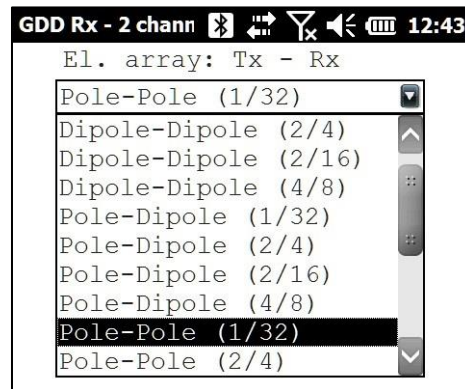 GDD Rx - 2 chann 12:43
El. array: Tx - Rx
Pole-Pole (1/32)
Dipole-Dipole (2/4)
Dipole-Dipole (2/16)
Dipole-Dipole (4/8)
Pole-Dipole (1/32)
Pole-Dipole (2/4)
Pole-Dipole (2/16)
Pole-Dipole (4/8)
Pole-Pole (1/32)
Pole-Pole (2/4)